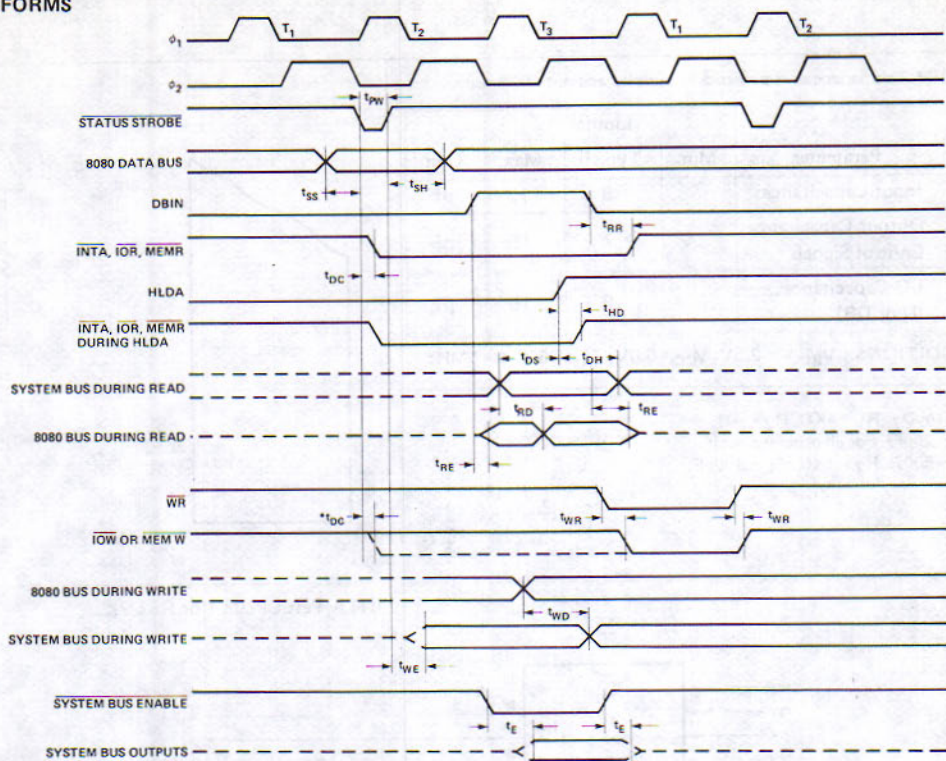 FORMS
T1 T2 T3 T1 T2
ϕ1
ϕ2
tPW
STATUS STROBE
8080 DATA BUS
tSS tSH
DBIN
tRR
INTA, IOR, MEMR
tDC
HLDA
tHD
INTA, IOR, MEMR
DURING HLDA
tDS tDH
SYSTEM BUS DURING READ
tRD tRE
8080 BUS DURING READ
tRE
WR
*tDC tWR tWR
IOW OR MEM W
8080 BUS DURING WRITE
tWD
SYSTEM BUS DURING WRITE
tWE
SYSTEM BUS ENABLE
tE tE
SYSTEM BUS OUTPUTS